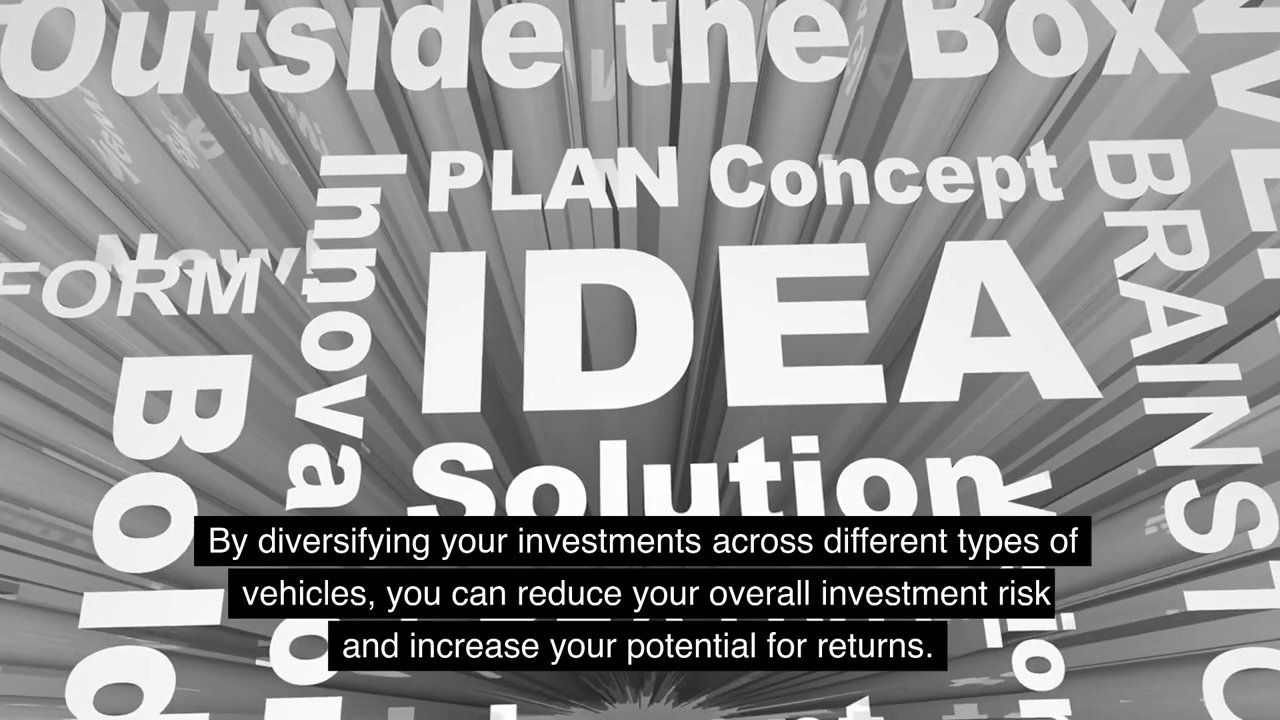 Outside the Box
PLAN Concept
Innova
BRAINSTO
FORM
IDEA
Bold
Solution
By diversifying your investments across different types of
vehicles, you can reduce your overall investment risk
and increase your potential for returns.